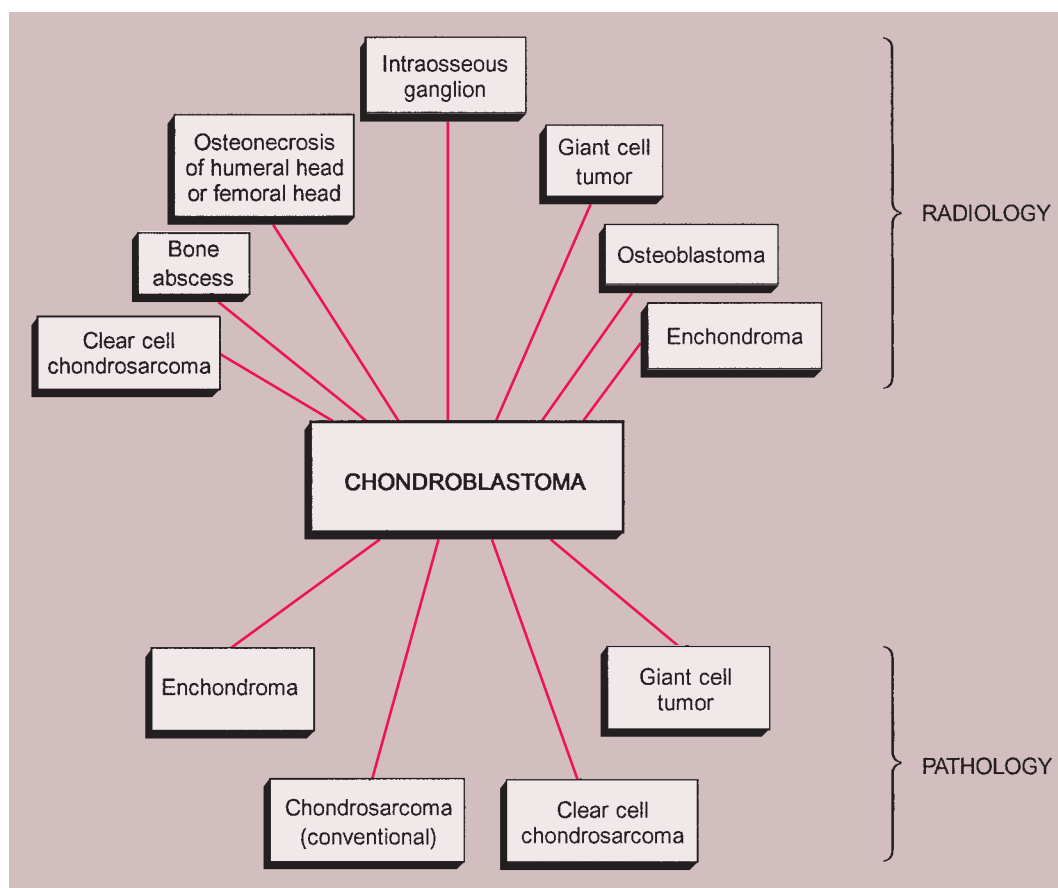 Intraosseous
ganglion
Osteonecrosis
of humeral head
or femoral head
Giant cell
tumor
Bone
abscess
Osteoblastoma
Clear cell
chondrosarcoma
Enchondroma
RADIOLOGY
CHONDROBLASTOMA
Enchondroma
Giant cell
tumor
Chondrosarcoma
(conventional)
Clear cell
chondrosarcoma
PATHOLOGY